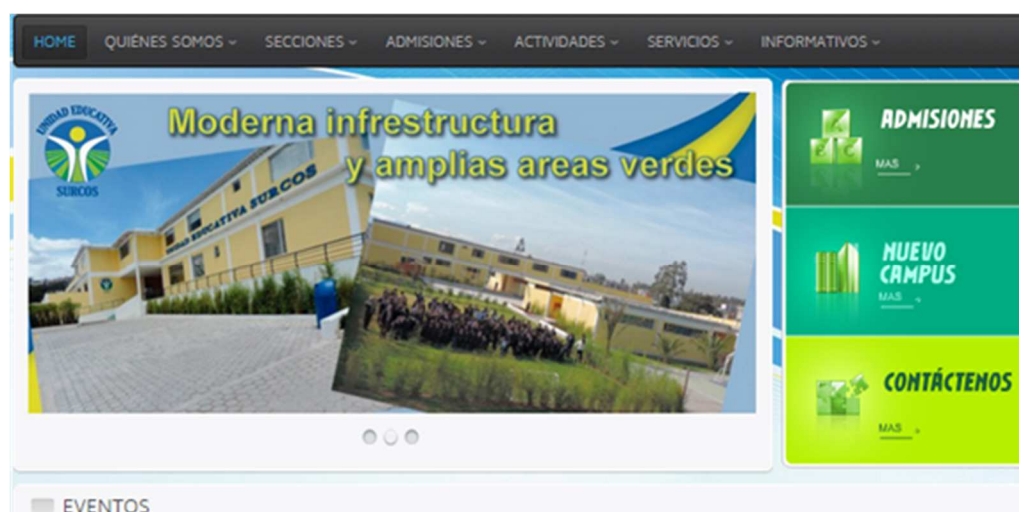 HOME QUIÉNES SOMOS SECCIONES ADMISIONES ACTIVIDADES SERVICIOS INFORMATIVOS
UNIDAD EDUCATIVA
SURCOS
Moderna infrestructura
y amplias areas verdes
UNIDAD EDUCATIVA SURCOS
ADMISIONES
MAS
NUEVO
CAMPUS
MAS
CONTÁCTENOS
MAS
EVENTOS